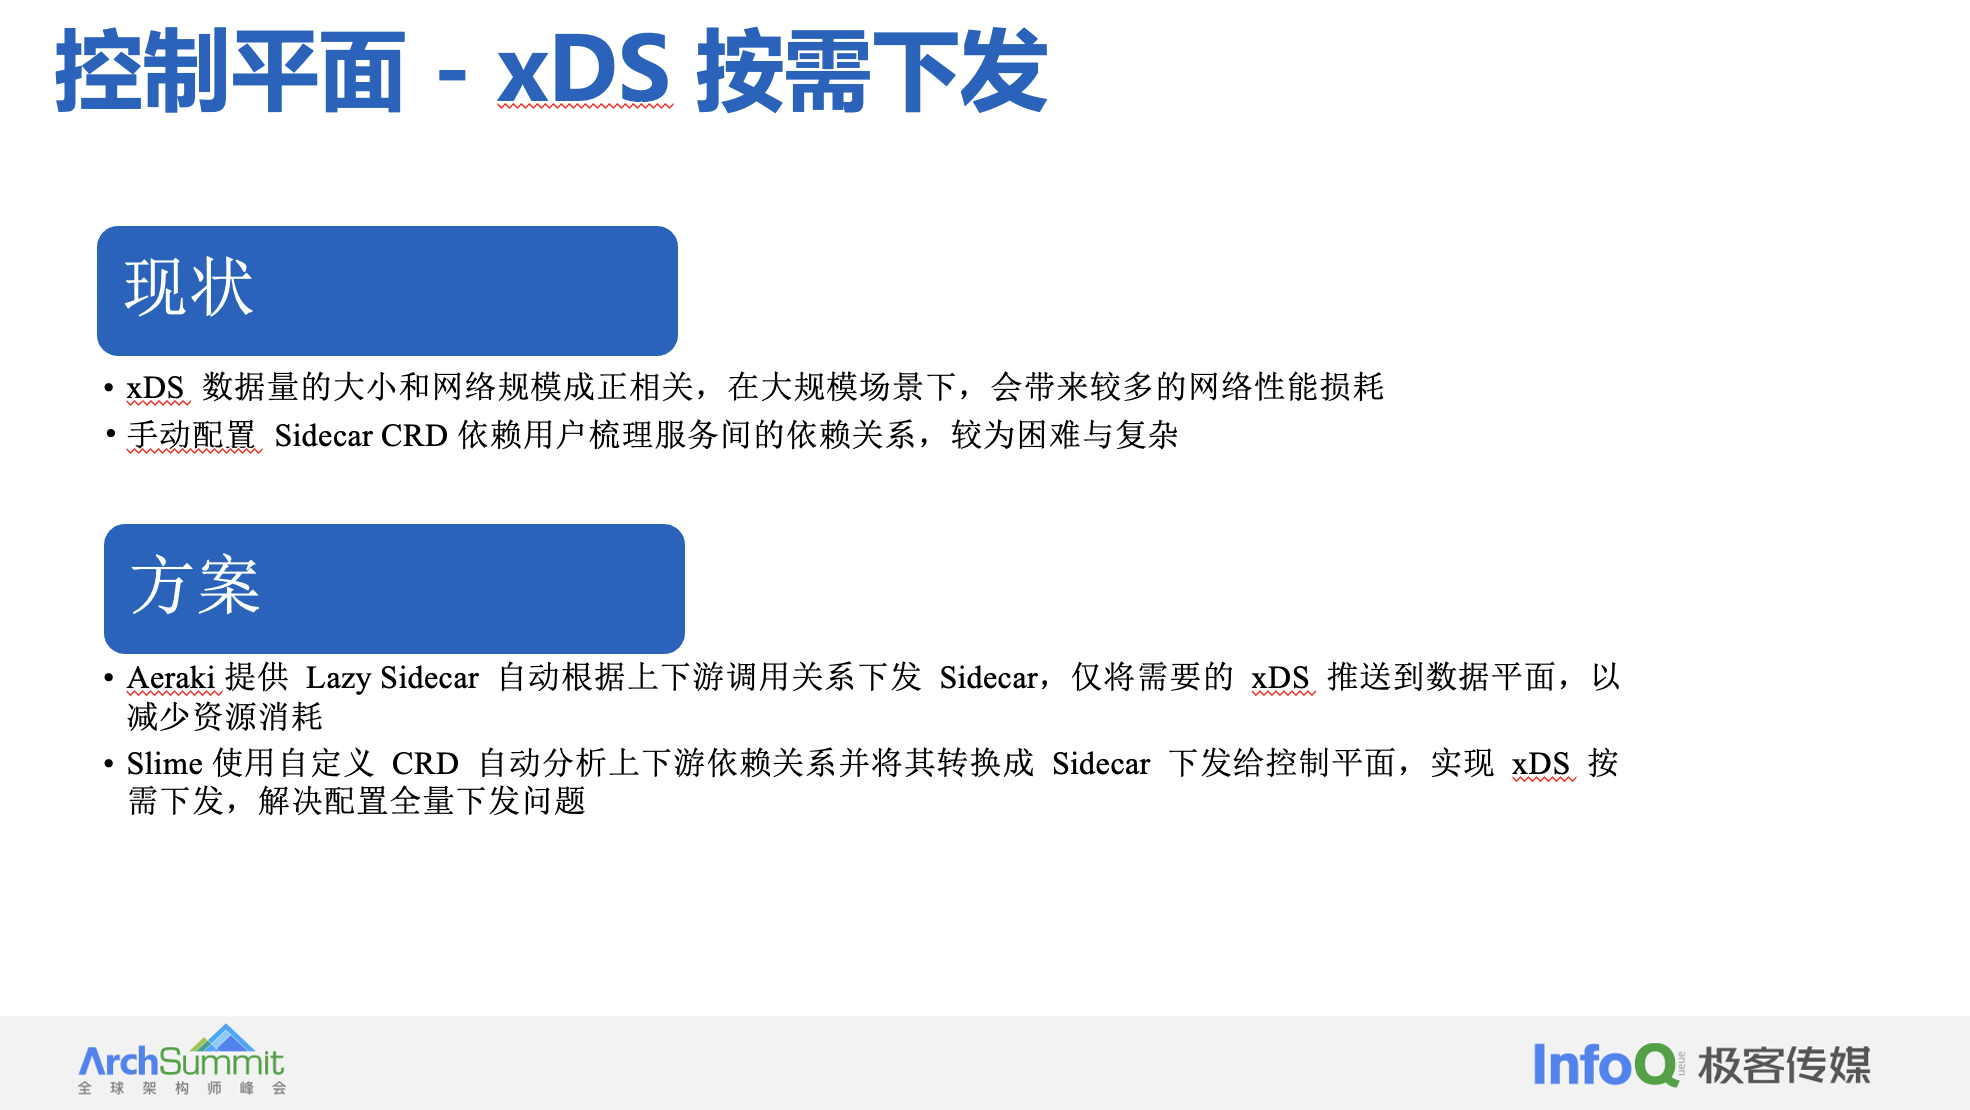 控制平面 - xDS 按需下发
现状
• xDS 数据量的大小和网络规模成正相关，在大规模场景下，会带来较多的网络性能损耗
• 手动配置 Sidecar CRD 依赖用户梳理服务间的依赖关系，较为困难与复杂
方案
• Aeraki 提供 Lazy Sidecar 自动根据上下游调用关系下发 Sidecar，仅将需要的 xDS 推送到数据平面，以
减少资源消耗
• Slime 使用自定义 CRD 自动分析上下游依赖关系并将其转换成 Sidecar 下发给控制平面，实现 xDS 按
需下发，解决配置全量下发问题
ArchSummit
全球架构师峰会
InfoQueue 极客传媒